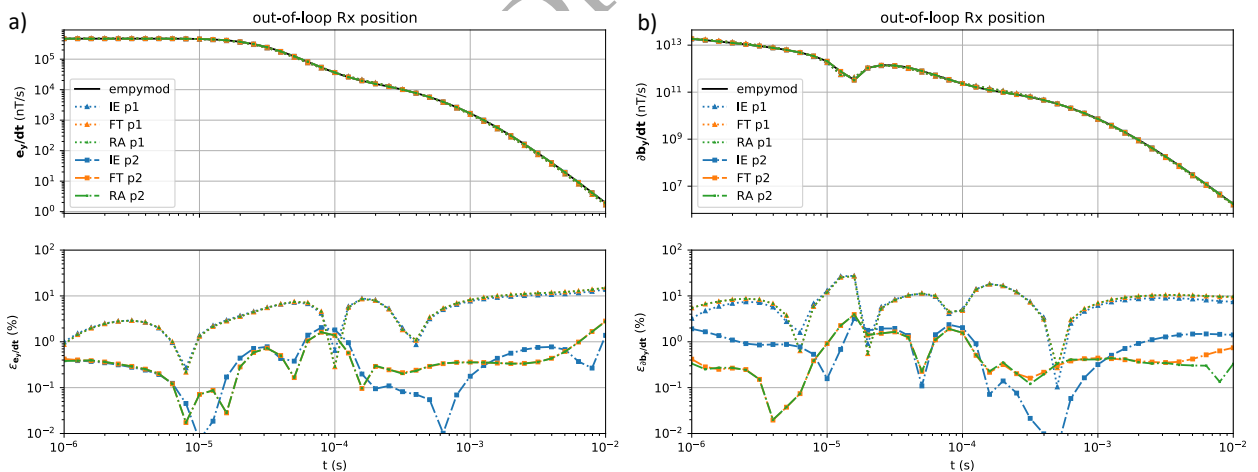 a)
out-of-loop Rx position
e_y/dt (nT/s)
10^5
10^4
10^3
10^2
10^1
10^0
empymod
IE p1
FT p1
RA p1
IE p2
FT p2
RA p2
ε_{e_y/dt} (%)
10^2
10^1
10^0
10^-1
10^-2
10^-6
10^-5
10^-4
10^-3
10^-2
t (s)
b)
out-of-loop Rx position
∂b_y/dt (nT/s)
10^13
10^11
10^9
10^7
empymod
IE p1
FT p1
RA p1
IE p2
FT p2
RA p2
ε_{∂b_y/dt} (%)
10^2
10^1
10^0
10^-1
10^-2
10^-6
10^-5
10^-4
10^-3
10^-2
t (s)